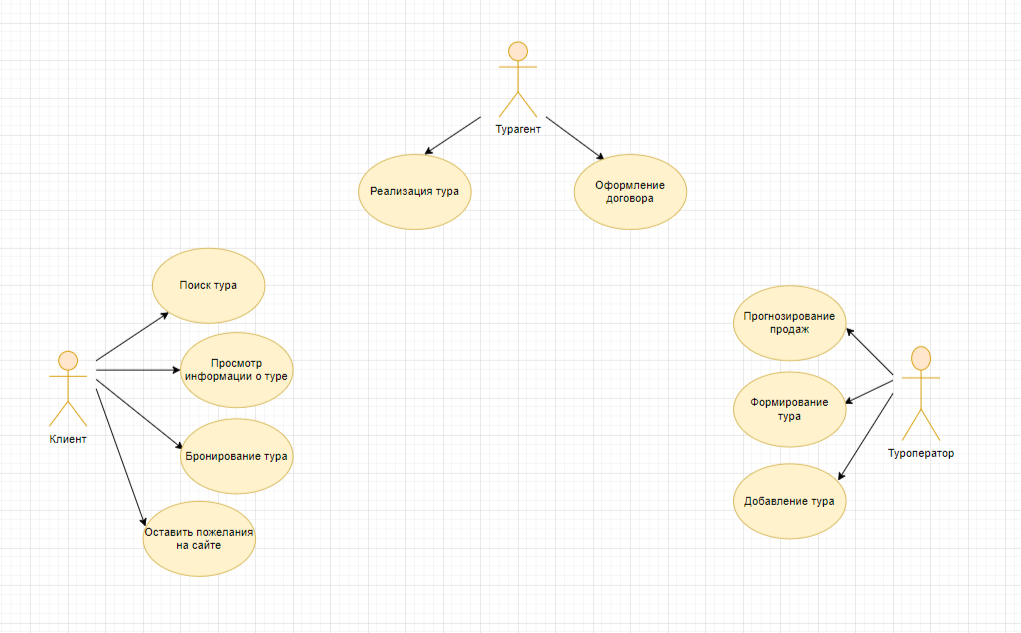 Турагент
Реализация тура
Оформление
договора
Поиск тура
Просмотр
информации о туре
Клиент
Бронирование тура
Оставить пожелания
на сайте
Прогнозирование
продаж
Формирование
тура
Туроператор
Добавление тура